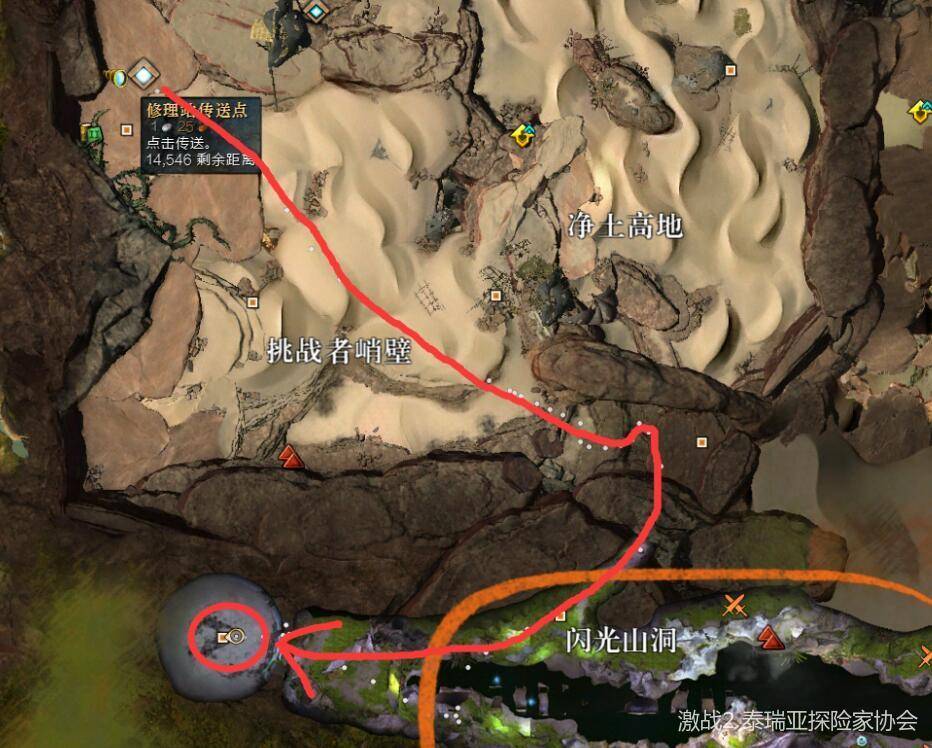 修理站传送点
1 25
点击传送。
14,546 剩余距离
净土高地
挑战者峭壁
闪光山洞
激战2 泰瑞亚探险家协会